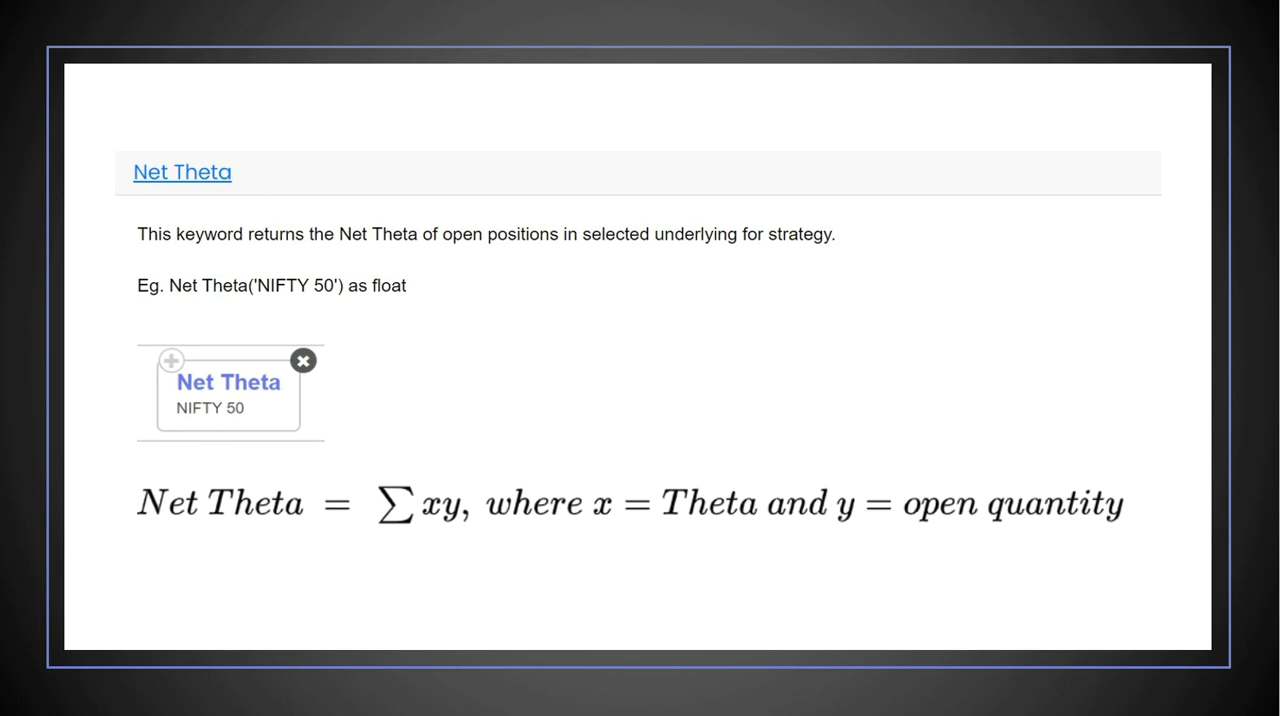 Net Theta
This keyword returns the Net Theta of open positions in selected underlying for strategy.
Eg. Net Theta('NIFTY 50') as float
Net Theta
NIFTY 50
Net Theta = ∑ xy, where x = Theta and y = open quantity